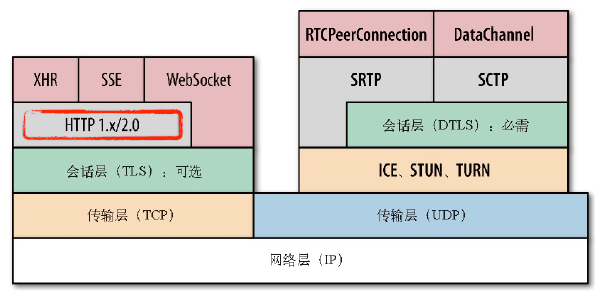 RTCPeerConnection DataChannel
XHR SSE WebSocket SRTP SCTP
HTTP 1.x/2.0 会话层（DTLS）：必需
会话层（TLS）：可选 ICE、STUN、TURN
传输层（TCP） 传输层（UDP）
网络层（IP）